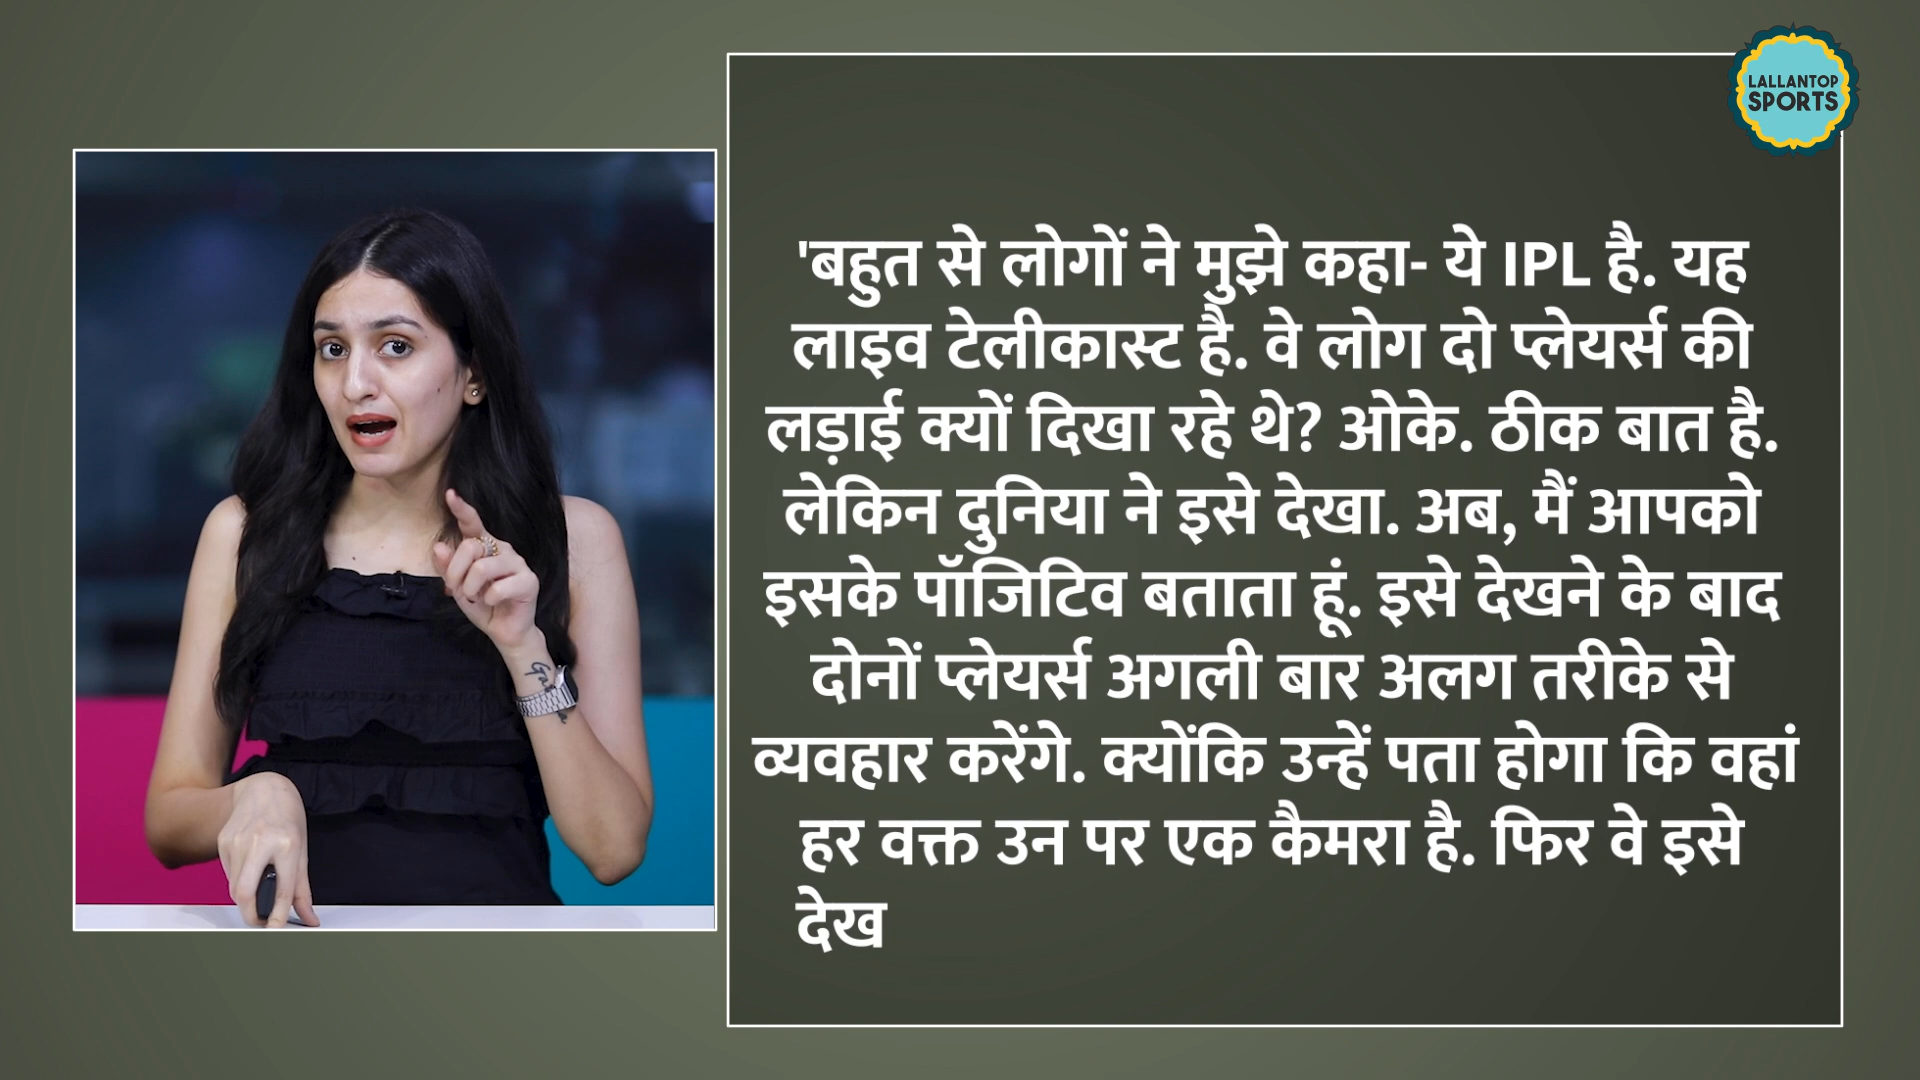 LALLANTOP
SPORTS
'बहुत से लोगों ने मुझे कहा- ये IPL है. यह
लाइव टेलीकास्ट है. वे लोग दो प्लेयर्स की
लड़ाई क्यों दिखा रहे थे? ओके. ठीक बात है.
लेकिन दुनिया ने इसे देखा. अब, मैं आपको
इसके पॉजिटिव बताता हूं. इसे देखने के बाद
दोनों प्लेयर्स अगली बार अलग तरीके से
व्यवहार करेंगे. क्योंकि उन्हें पता होगा कि वहां
हर वक्त उन पर एक कैमरा है. फिर वे इसे
देख